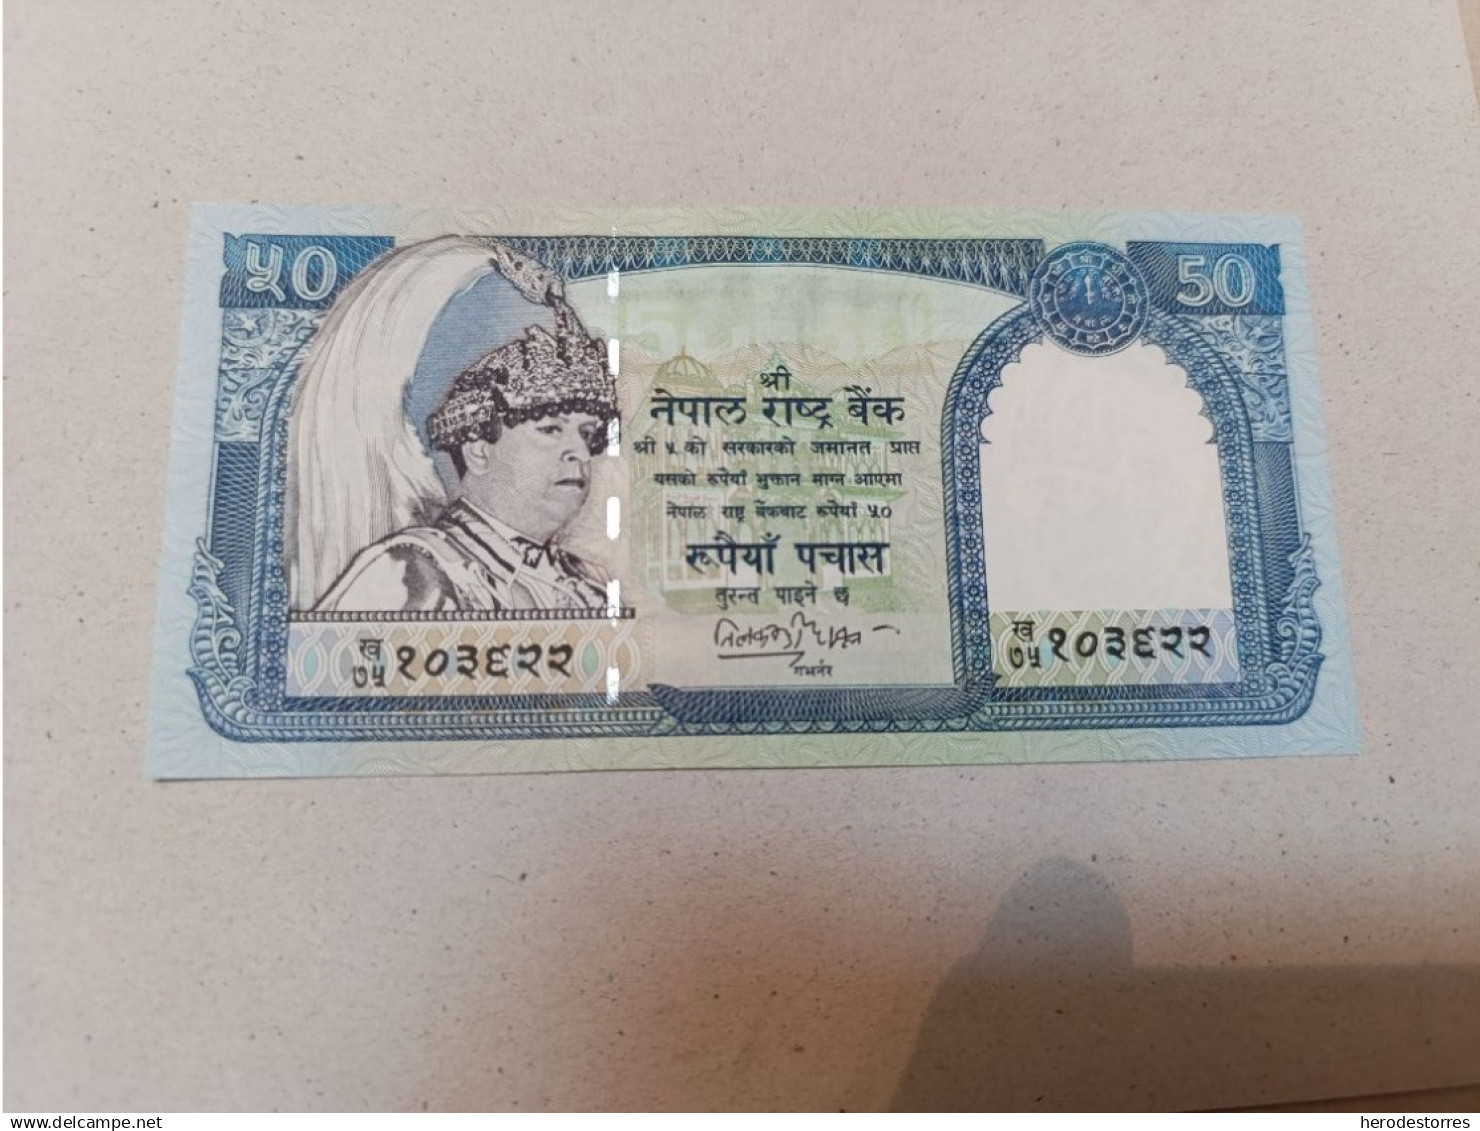 ५०
50
श्री
नेपाल राष्ट्र बैंक
श्री ५ को सरकारको जमानत प्राप्त
यसको रूपैयाँ भुक्तान माग्न आएमा
नेपाल राष्ट्र बैंकबाट रूपैयाँ ५०
रूपैयाँ पचास
तुरन्त पाइने छ
गभर्नर
ख
७५ १०३६२२
ख
७५ १०३६२२
www.delcampe.net
herodestorres